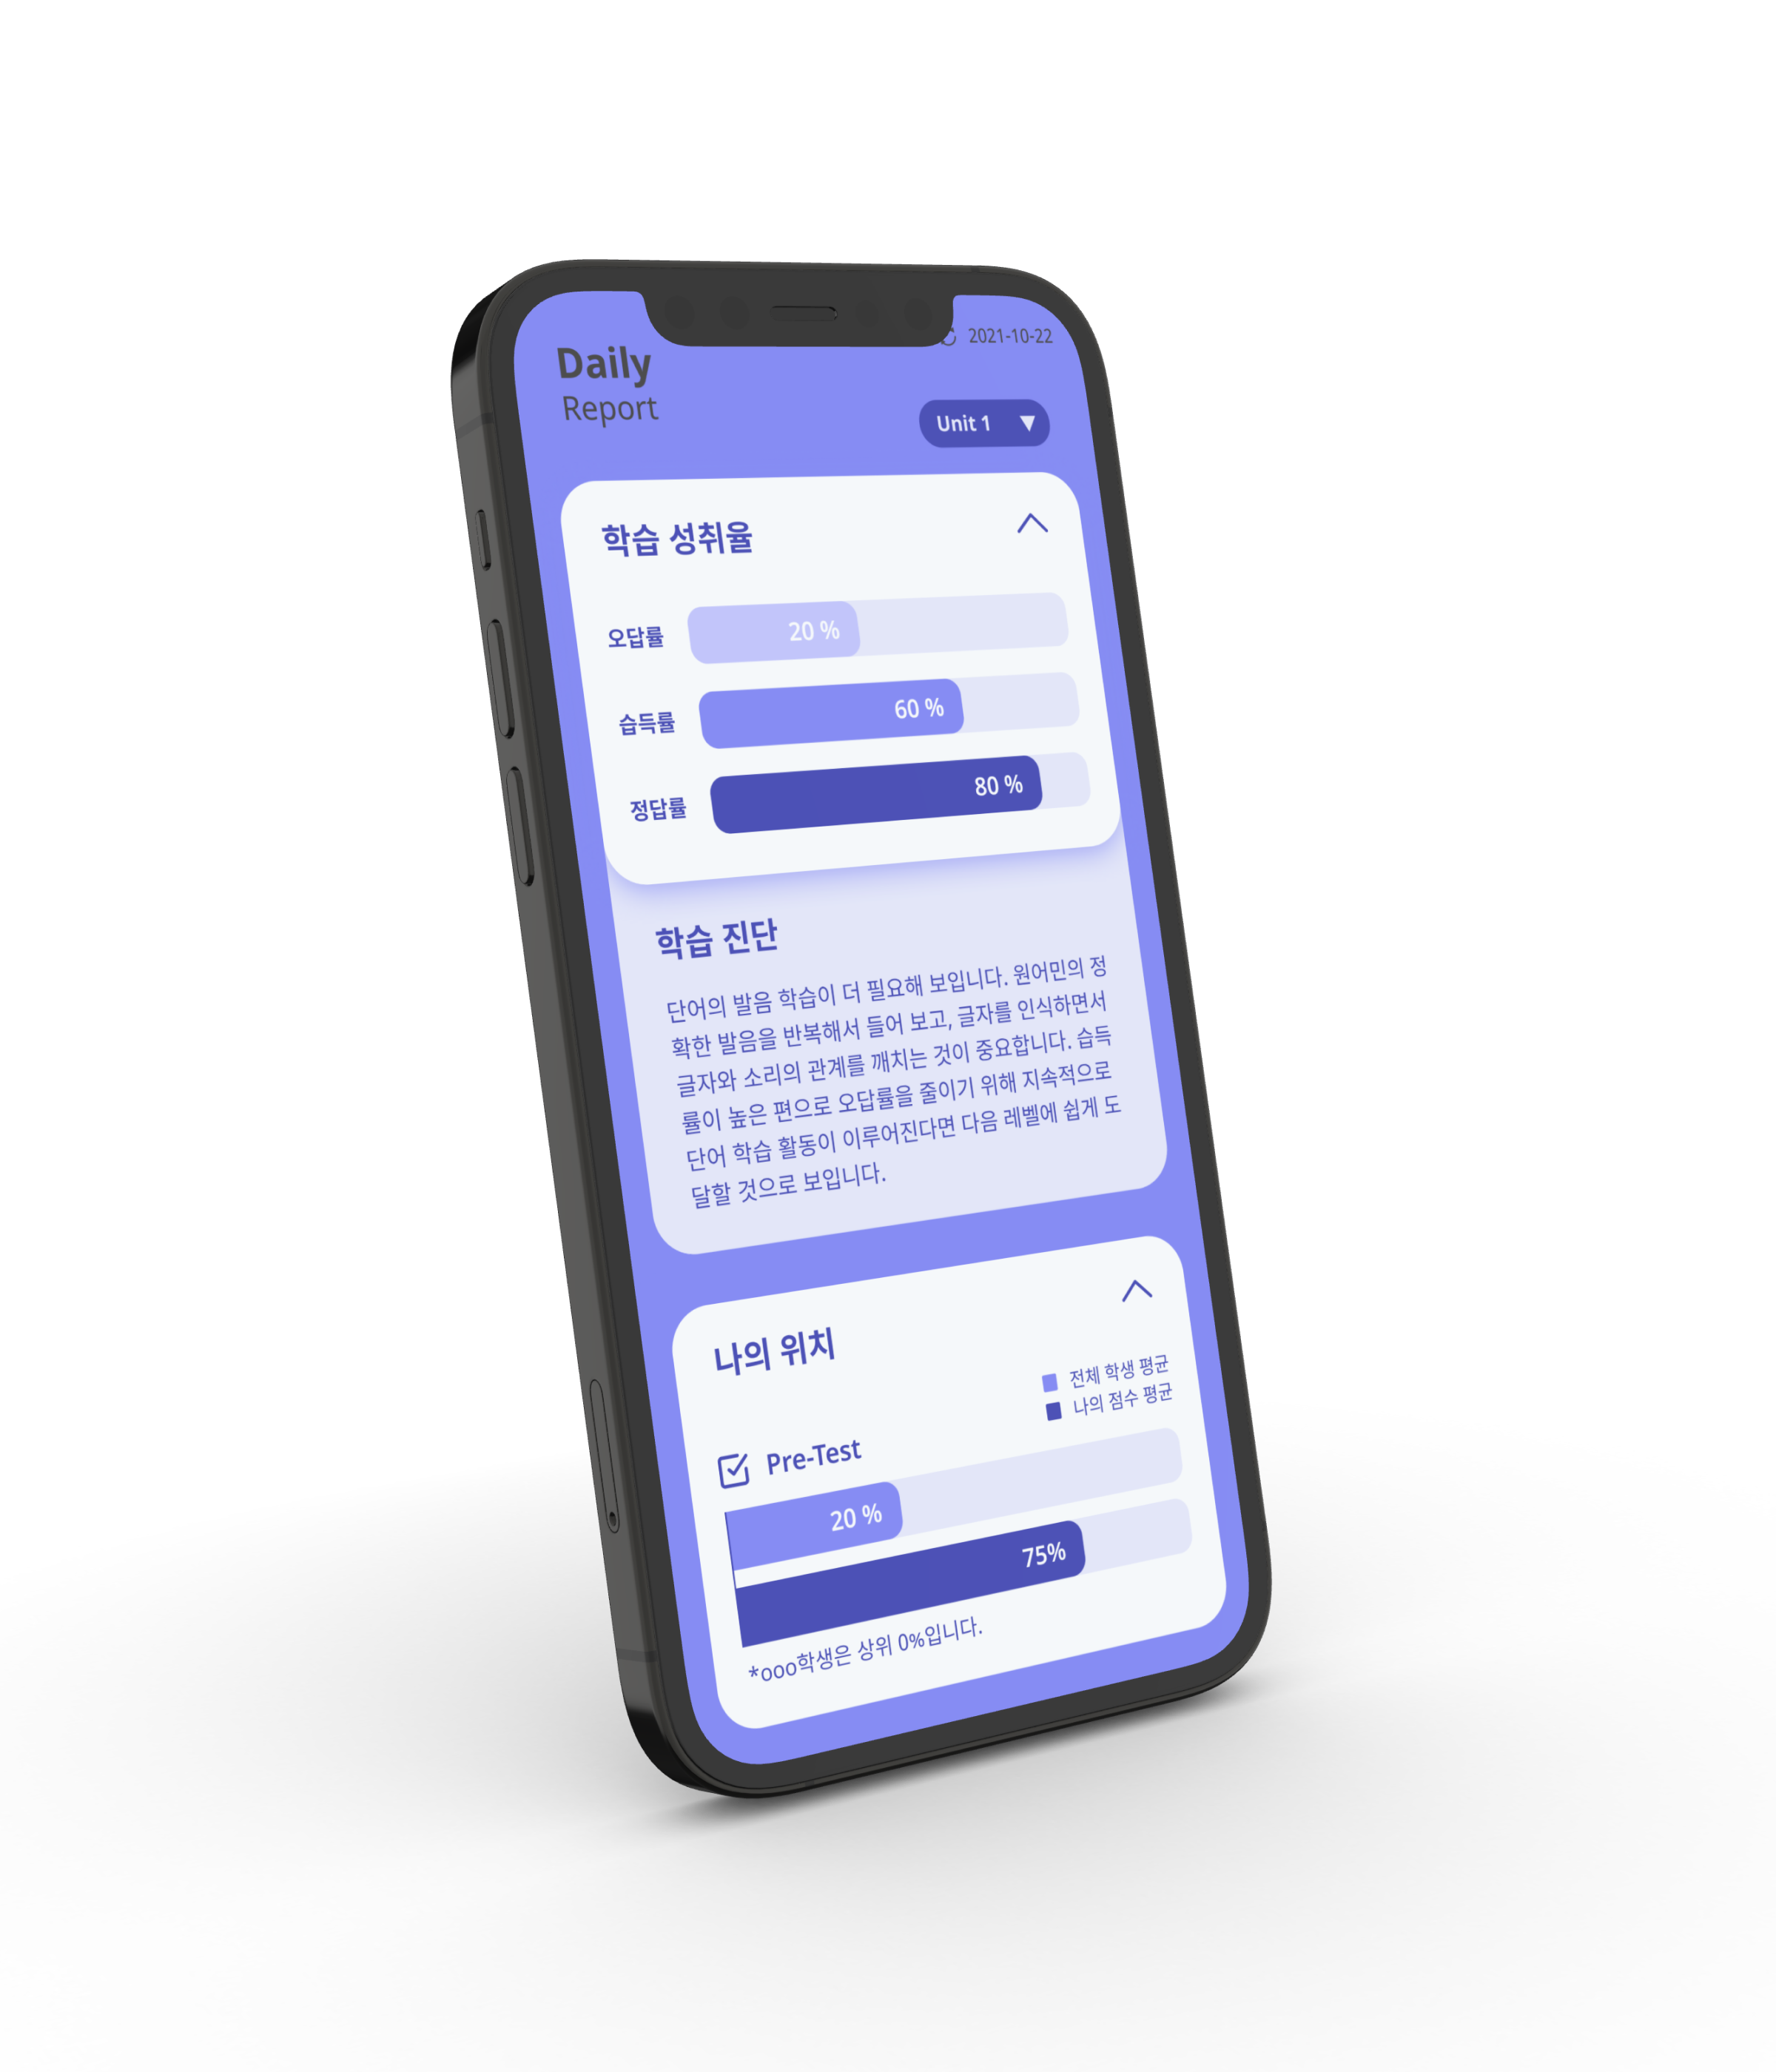 2021-10-22
Daily
Report
Unit 1
학습 성취율
오답률 20 %
습득률 60 %
정답률 80 %
학습 진단
단어의 발음 학습이 더 필요해 보입니다. 원어민의 정
확한 발음을 반복해서 들어 보고, 글자를 인식하면서
글자와 소리의 관계를 깨치는 것이 중요합니다. 습득
률이 높은 편으로 오답률을 줄이기 위해 지속적으로
단어 학습 활동이 이루어진다면 다음 레벨에 쉽게 도
달할 것으로 보입니다.
나의 위치
전체 학생 평균
나의 점수 평균
Pre-Test
20 %
75%
*ooo학생은 상위 0%입니다.